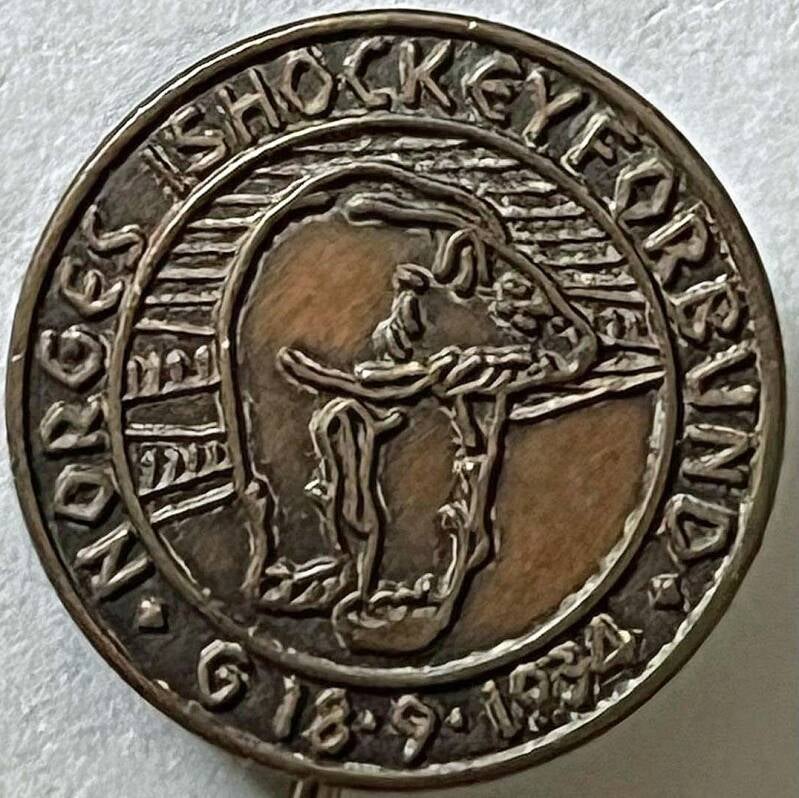 · NORGES ISHOCKEYFORBUND ·
G 18·9·1934